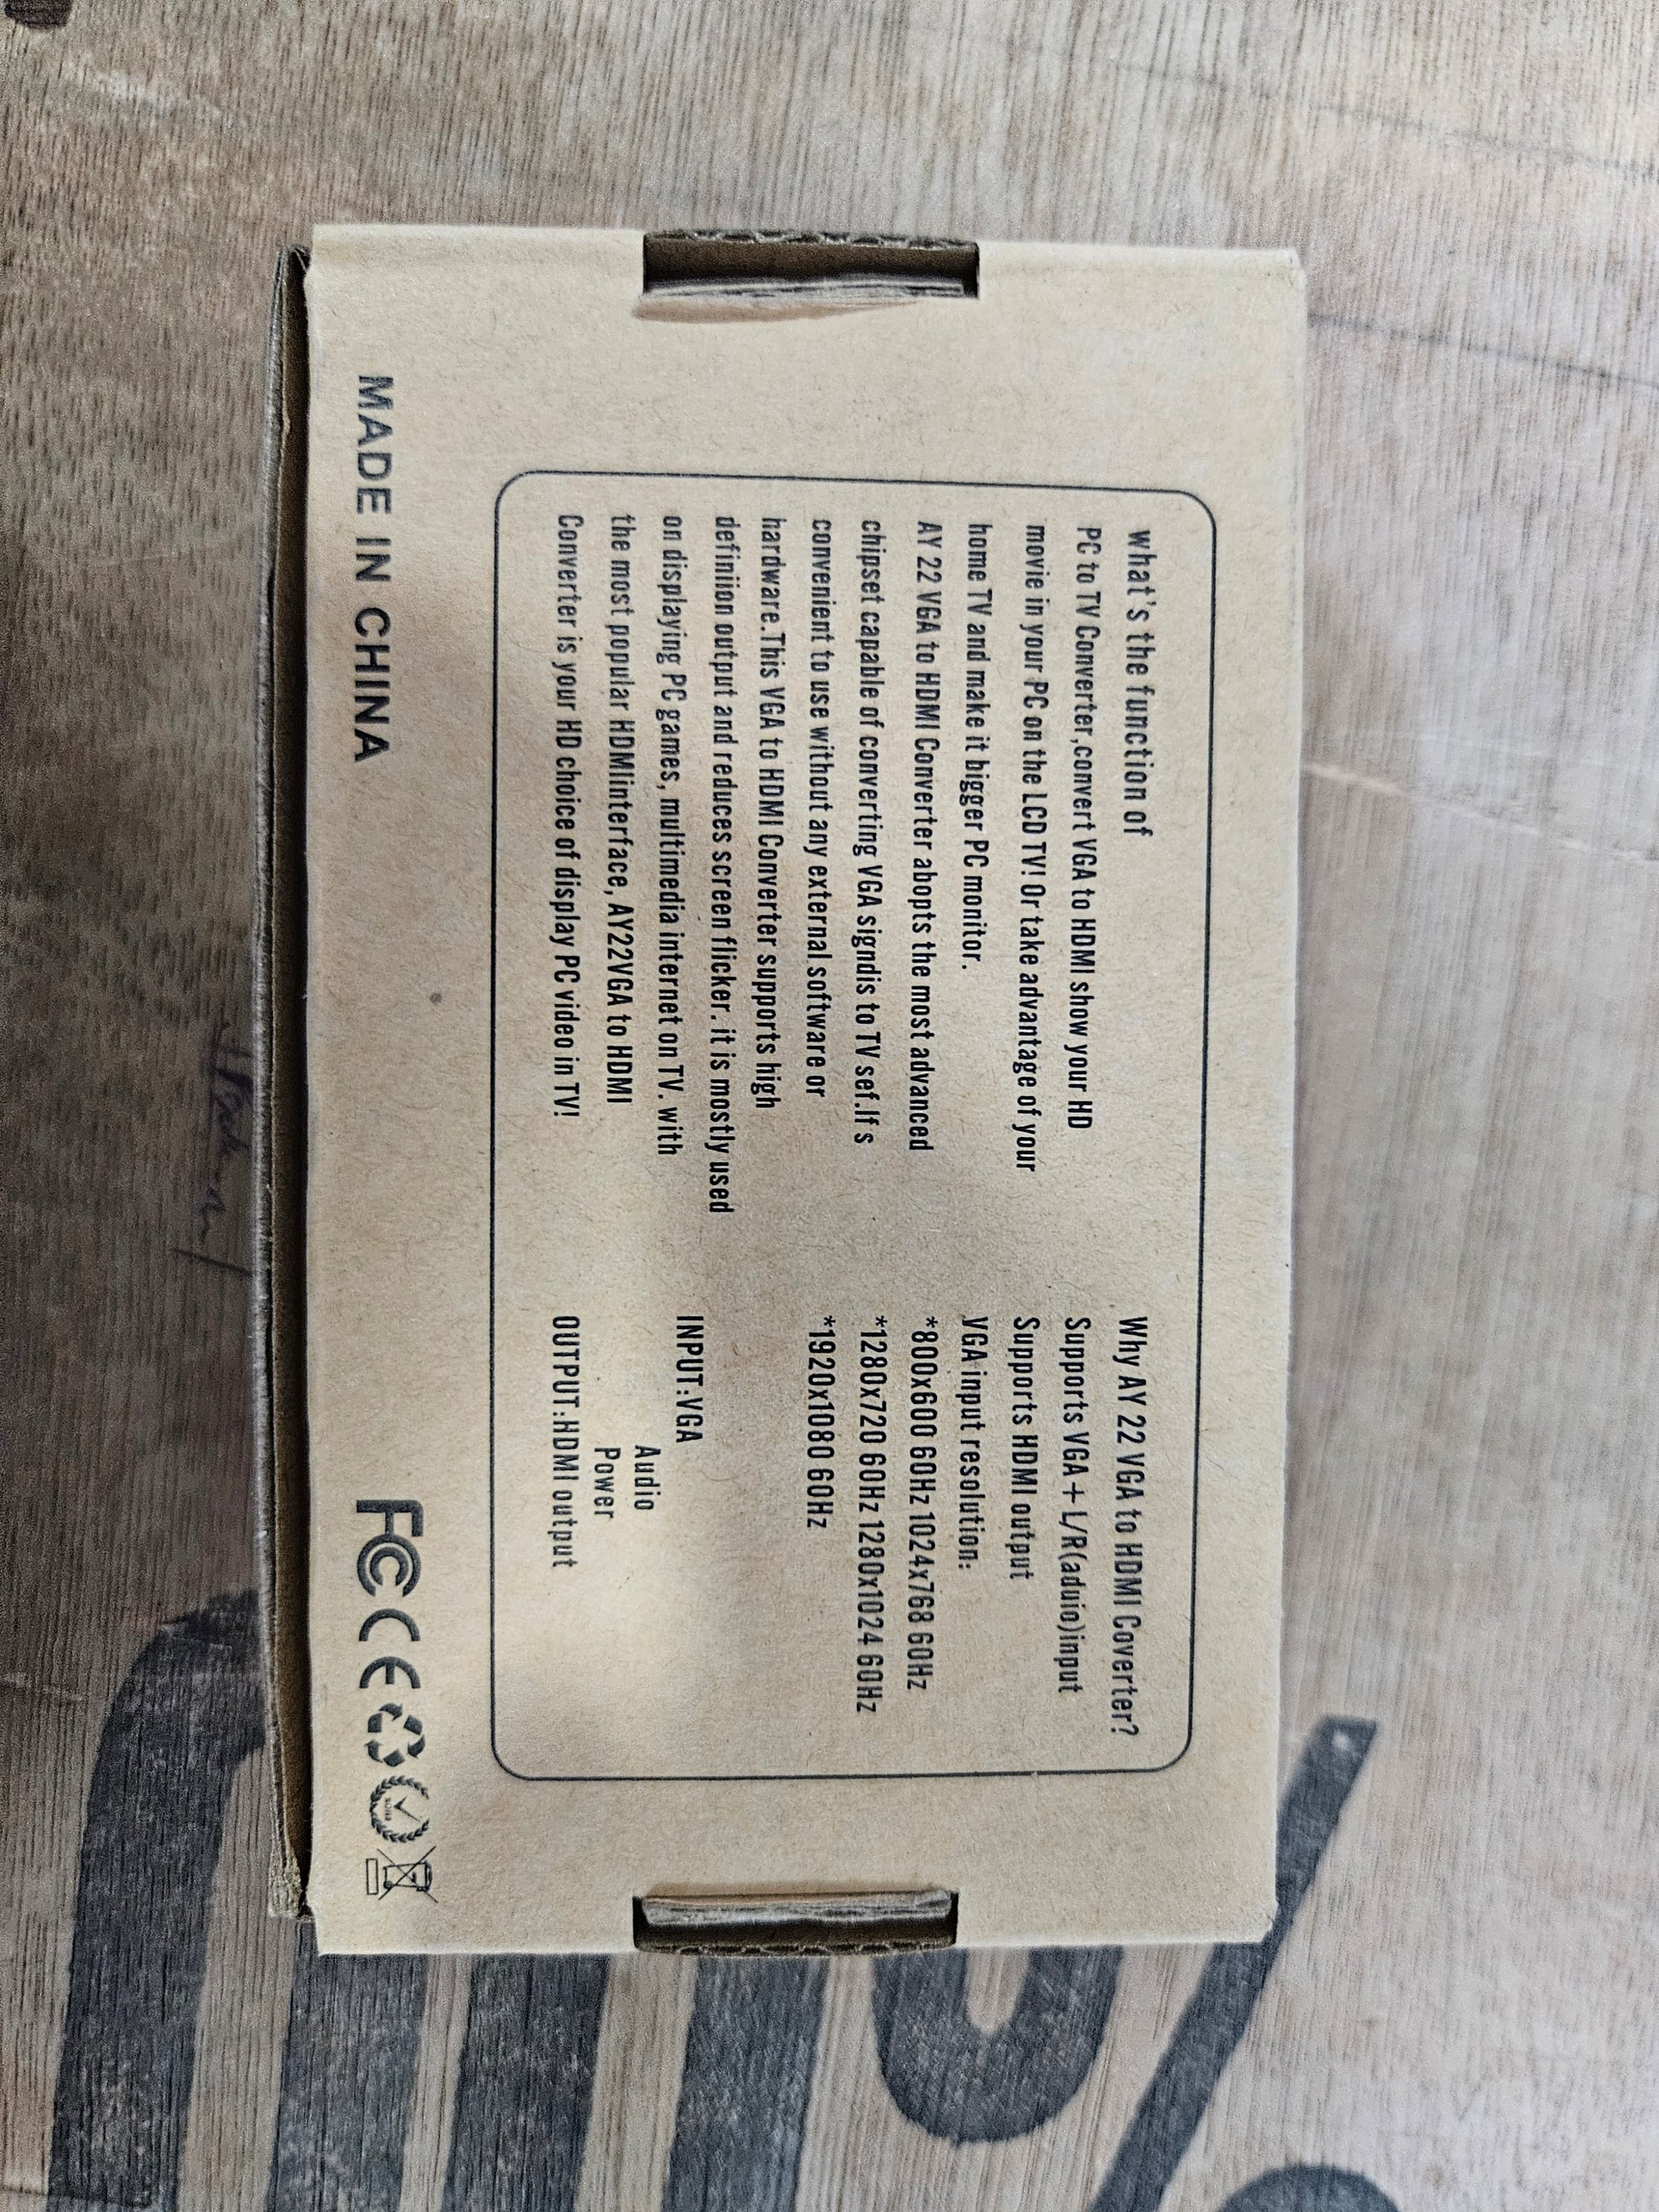 what's the function of
PC to TV Converter,convert VGA to HDMI show your HD
movie in your PC on the LCD TV! Or take advantage of your
home TV and make it bigger PC monitor.
AY 22 VGA to HDMI Converter abopts the most advanced
chipset capable of converting VGA signdis to TV sef.If s
convenient to use without any external software or
hardware.This VGA to HDMI Converter supports high
definiion output and reduces screen flicker. it is mostly used
on displaying PC games, multimedia internet on TV. with
the most popular HDMIinterface, AY22VGA to HDMI
Converter is your HD choice of display PC video in TV!
Why AY 22 VGA to HDMI Coverter?
Supports VGA + L/R(aduio)input
Supports HDMI output
VGA input resolution:
*800x600 60Hz 1024x768 60Hz
*1280x720 60Hz 1280x1024 60Hz
*1920x1080 60Hz
INPUT:VGA
Audio
Power
OUTPUT:HDMI output
MADE IN CHINA
FC CE